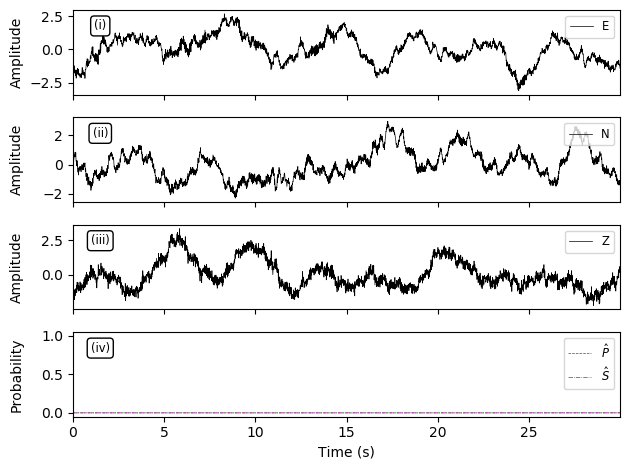 2.5
0.0
−2.5
Amplitude
(i)
E
2
0
−2
Amplitude
(ii)
N
2.5
0.0
Amplitude
(iii)
Z
1.0
0.5
0.0
Probability
(iv)
P̂
Ŝ
0 5 10 15 20 25
Time (s)